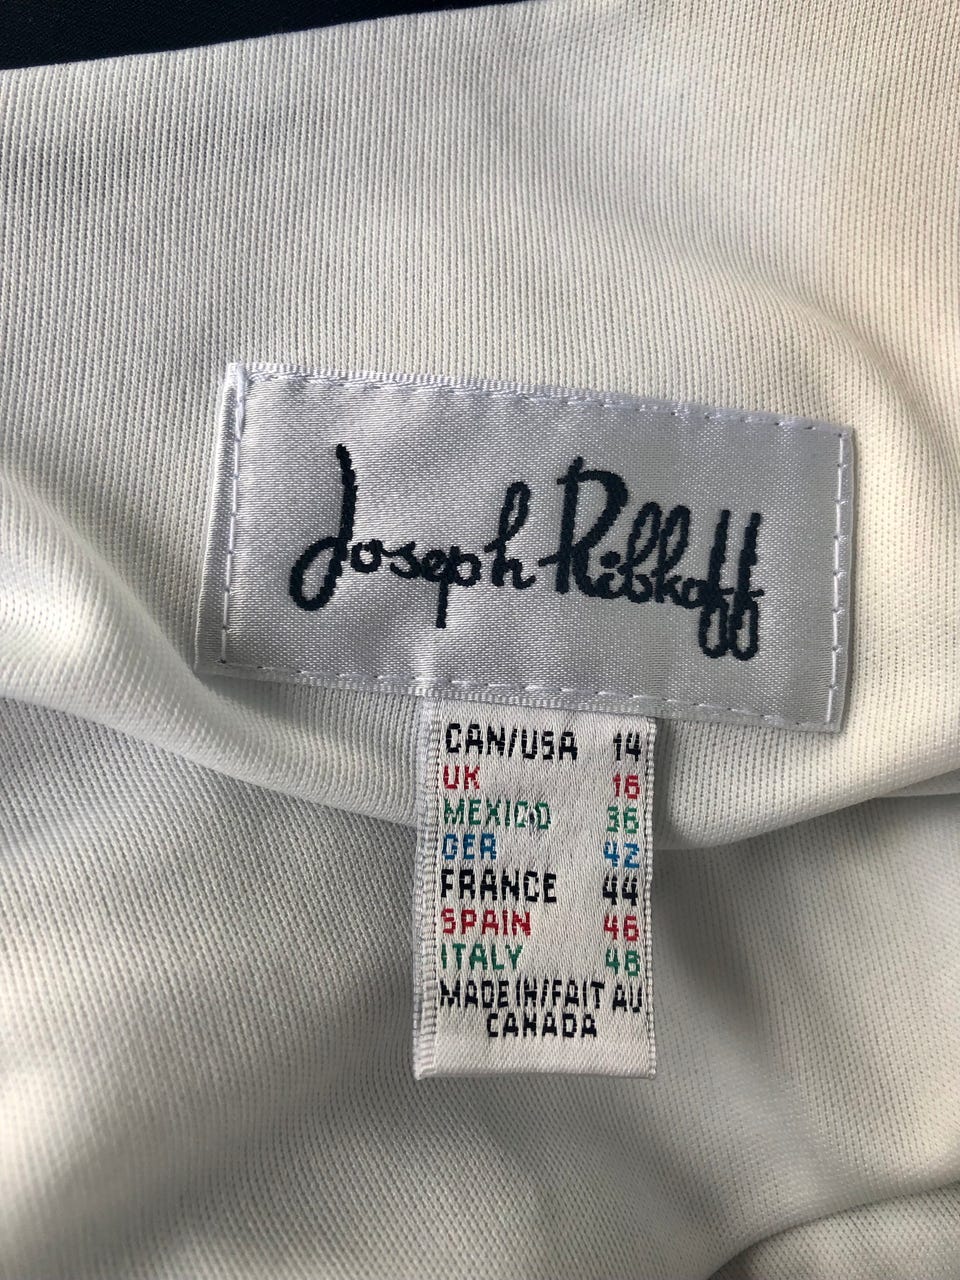 Joseph Ribkoff
CAN/USA 14
UK 16
MEXICO 36
GER 42
FRANCE 44
SPAIN 46
ITALY 48
MADE IN/FAIT AU
CANADA